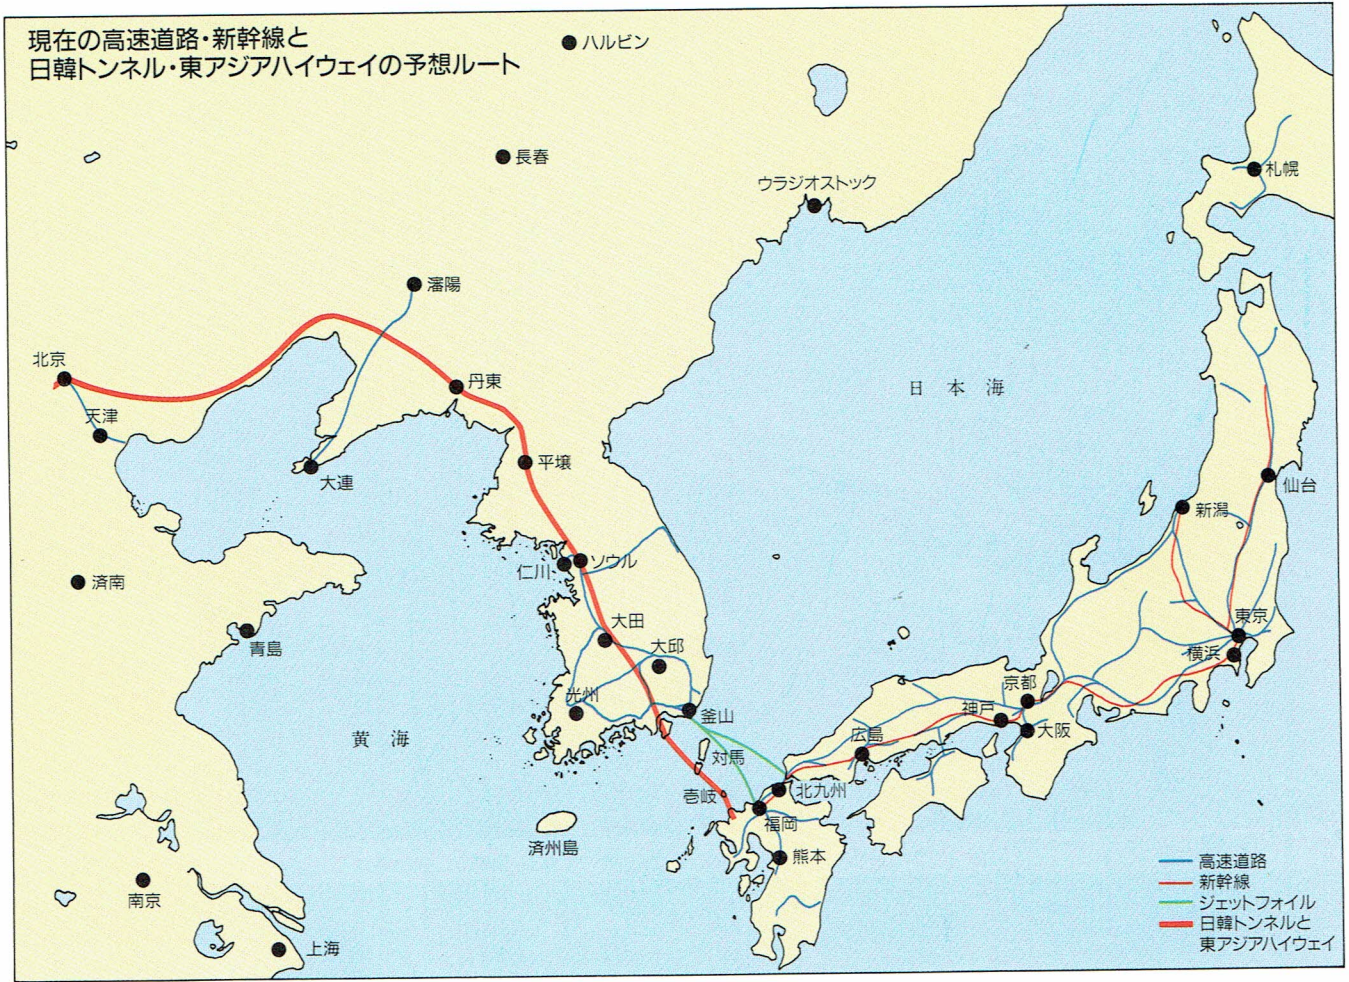 現在の高速道路・新幹線と
日韓トンネル・東アジアハイウェイの予想ルート
ハルビン
長春
ウラジオストック
札幌
瀋陽
北京
丹東
日本海
天津
平壌
大連
仙台
新潟
済南
仁川
ソウル
大田
大邱
東京
青島
横浜
光州
京都
釜山
神戸
黄海
対馬
広島
大阪
壱岐
北九州
福岡
済州島
熊本
南京
上海
高速道路
新幹線
ジェットフォイル
日韓トンネルと
東アジアハイウェイ